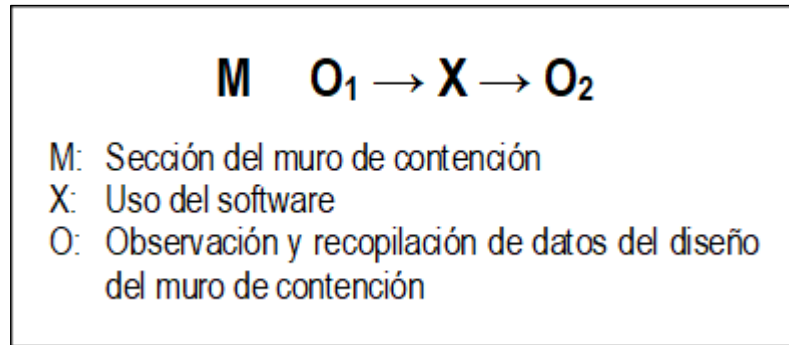 M O₁ → X → O₂
M: Sección del muro de contención
X: Uso del software
O: Observación y recopilación de datos del diseño
del muro de contención